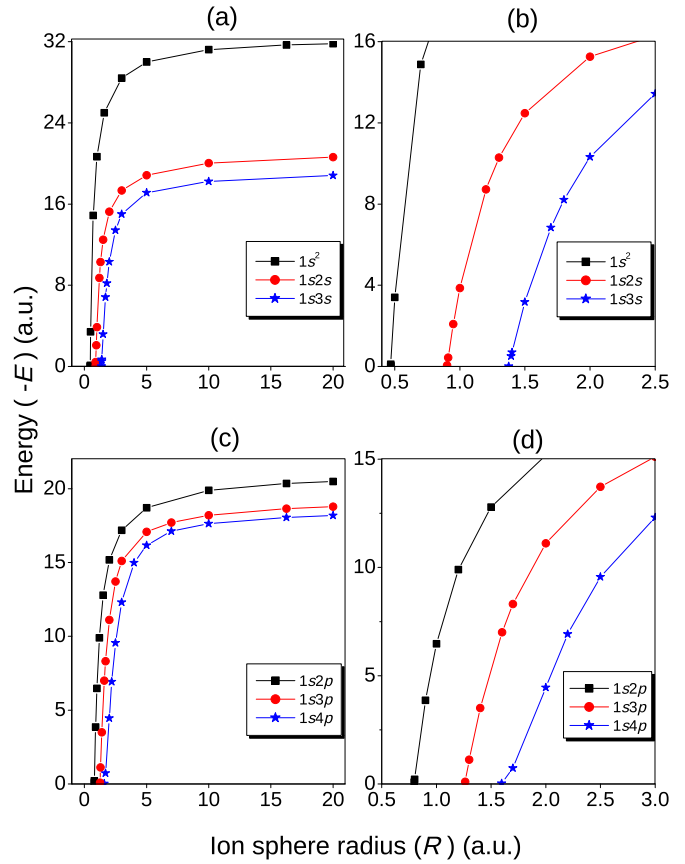 (a)
(b)
32
24
16
8
0
0
5
10
15
20
1s²
1s2s
1s3s
16
12
8
4
0
0.5
1.0
1.5
2.0
2.5
1s²
1s2s
1s3s
Energy ( -E ) (a.u.)
(c)
(d)
20
15
10
5
0
0
5
10
15
20
1s2p
1s3p
1s4p
15
10
5
0
0.5
1.0
1.5
2.0
2.5
3.0
1s2p
1s3p
1s4p
Ion sphere radius (R ) (a.u.)